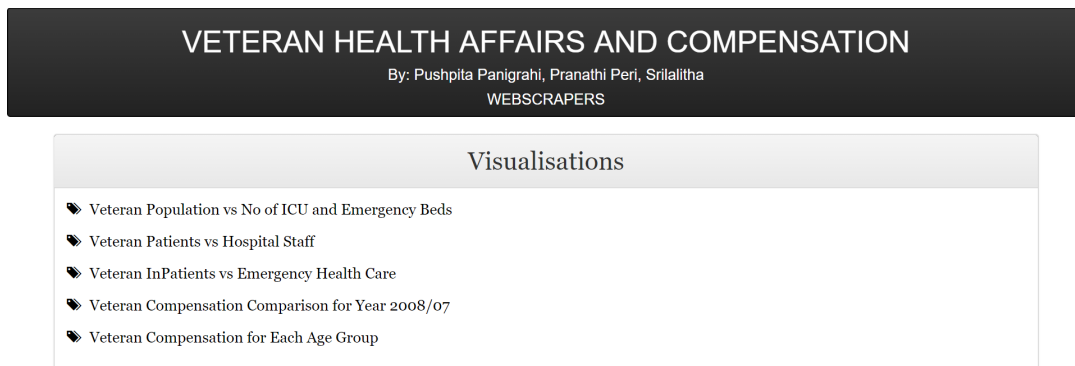 VETERAN HEALTH AFFAIRS AND COMPENSATION
By: Pushpita Panigrahi, Pranathi Peri, Srilalitha
WEBSCRAPERS
Visualisations
Veteran Population vs No of ICU and Emergency Beds
Veteran Patients vs Hospital Staff
Veteran InPatients vs Emergency Health Care
Veteran Compensation Comparison for Year 2008/07
Veteran Compensation for Each Age Group